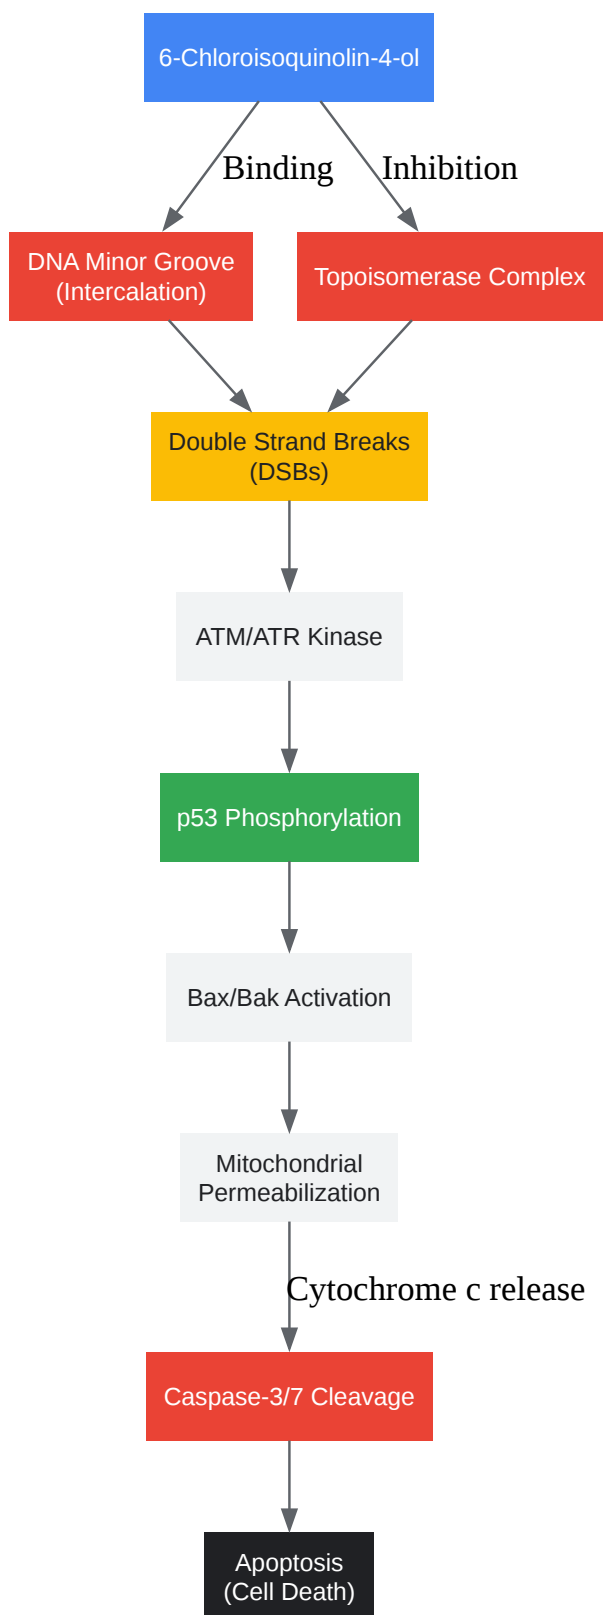 6-Chloroisoquinolin-4-ol
Binding
Inhibition
DNA Minor Groove
(Intercalation)
Topoisomerase Complex
Double Strand Breaks
(DSBs)
ATM/ATR Kinase
p53 Phosphorylation
Bax/Bak Activation
Mitochondrial
Permeabilization
Cytochrome c release
Caspase-3/7 Cleavage
Apoptosis
(Cell Death)